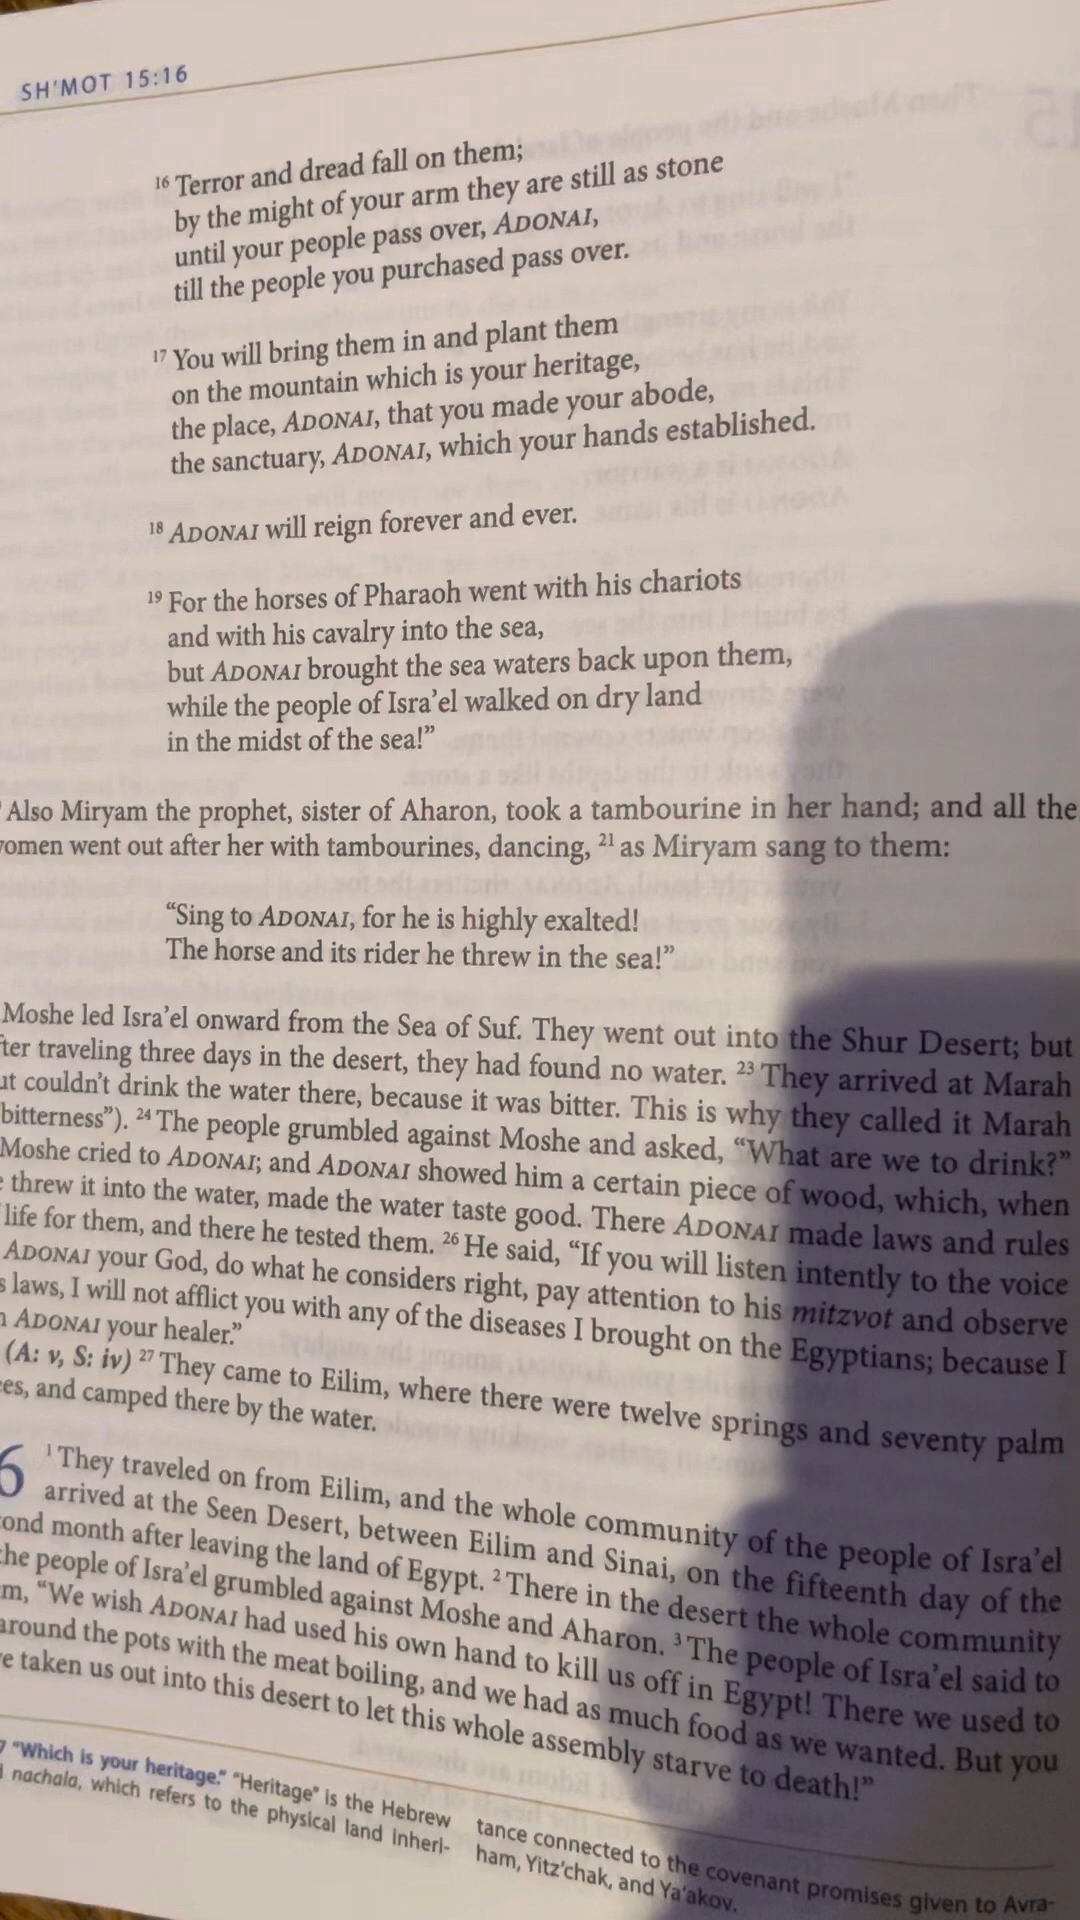 SH'MOT 15:16
16 Terror and dread fall on them;
by the might of your arm they are still as stone
until your people pass over, ADONAI,
till the people you purchased pass over.
17 You will bring them in and plant them
on the mountain which is your heritage,
the place, ADONAI, that you made your abode,
the sanctuary, ADONAI, which your hands established.
18 ADONAI will reign forever and ever.
19 For the horses of Pharaoh went with his chariots
and with his cavalry into the sea,
but ADONAI brought the sea waters back upon them,
while the people of Isra’el walked on dry land
in the midst of the sea!”
Also Miryam the prophet, sister of Aharon, took a tambourine in her hand; and all the
omen went out after her with tambourines, dancing, 21 as Miryam sang to them:
“Sing to ADONAI, for he is highly exalted!
The horse and its rider he threw in the sea!”
Moshe led Isra’el onward from the Sea of Suf. They went out into the Shur Desert; but
ter traveling three days in the desert, they had found no water. 23 They arrived at Marah
ut couldn’t drink the water there, because it was bitter. This is why they called it Marah
bitterness”). 24 The people grumbled against Moshe and asked, “What are we to drink?”
Moshe cried to ADONAI; and ADONAI showed him a certain piece of wood, which, when
threw it into the water, made the water taste good. There ADONAI made laws and rules
life for them, and there he tested them. 26 He said, “If you will listen intently to the voice
ADONAI your God, do what he considers right, pay attention to his mitzvot and observe
s laws, I will not afflict you with any of the diseases I brought on the Egyptians; because I
ADONAI your healer.”
(A: v, S: iv) 27 They came to Eilim, where there were twelve springs and seventy palm
es, and camped there by the water.
6 1 They traveled on from Eilim, and the whole community of the people of Isra’el
arrived at the Seen Desert, between Eilim and Sinai, on the fifteenth day of the
ond month after leaving the land of Egypt. 2 There in the desert the whole community
the people of Isra’el grumbled against Moshe and Aharon. 3 The people of Isra’el said to
m, “We wish ADONAI had used his own hand to kill us off in Egypt! There we used to
around the pots with the meat boiling, and we had as much food as we wanted. But you
e taken us out into this desert to let this whole assembly starve to death!”
7 “Which is your heritage.” “Heritage” is the Hebrew
nachala, which refers to the physical land inheri-
tance connected to the covenant promises given to Avra-
ham, Yitz’chak, and Ya’akov.